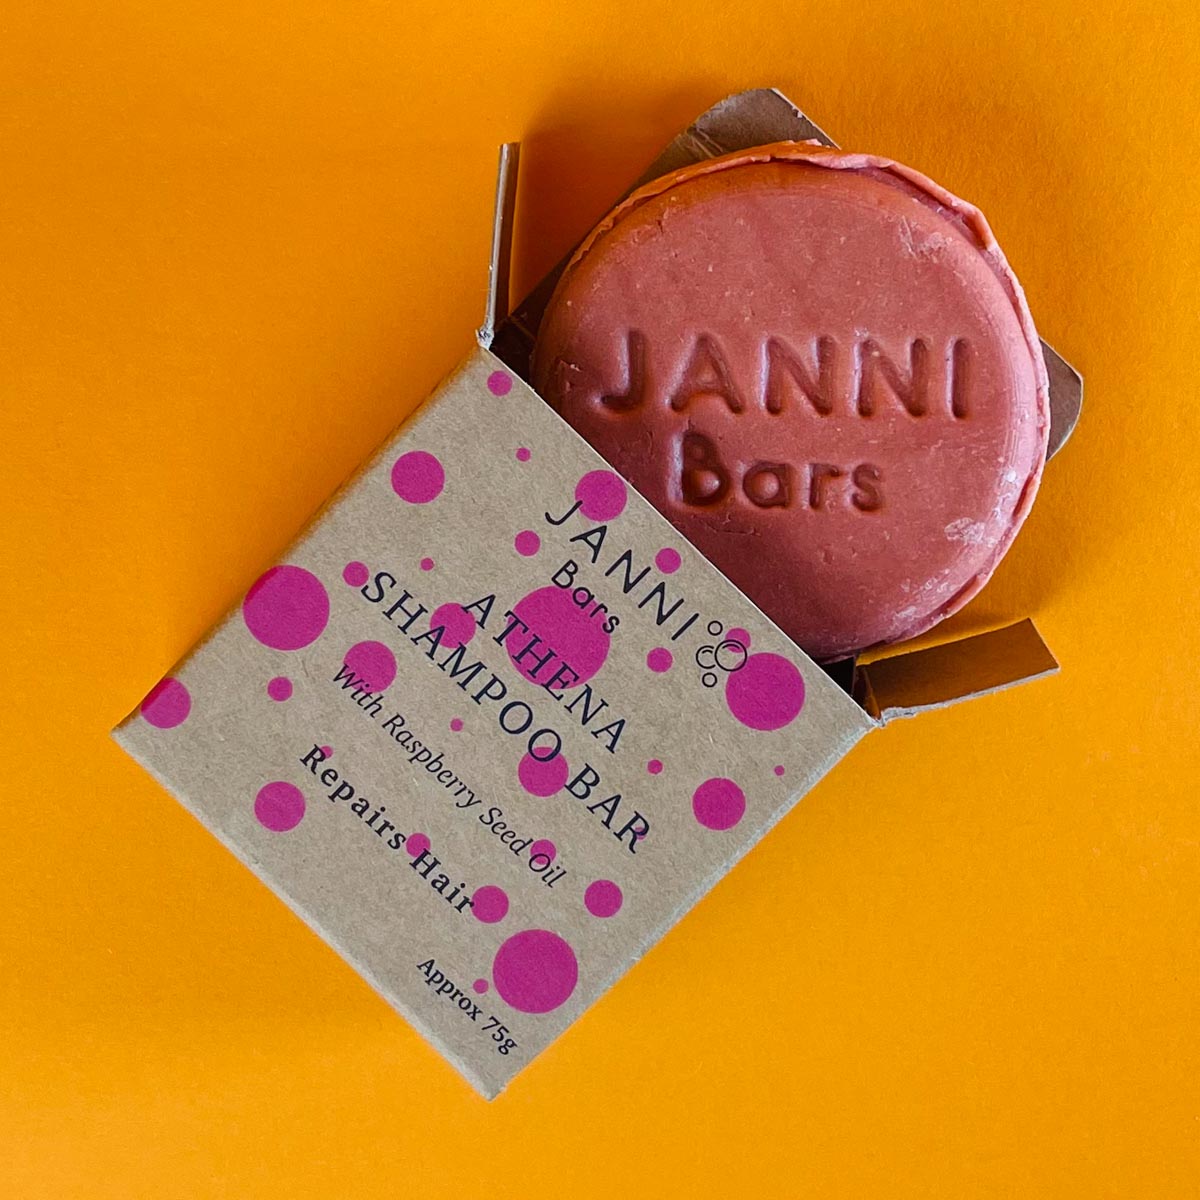 JANNI
Bars
JANNI
Bars
ATHENA
SHAMPOO BAR
With Raspberry Seed Oil
Repairs Hair
Approx 75g